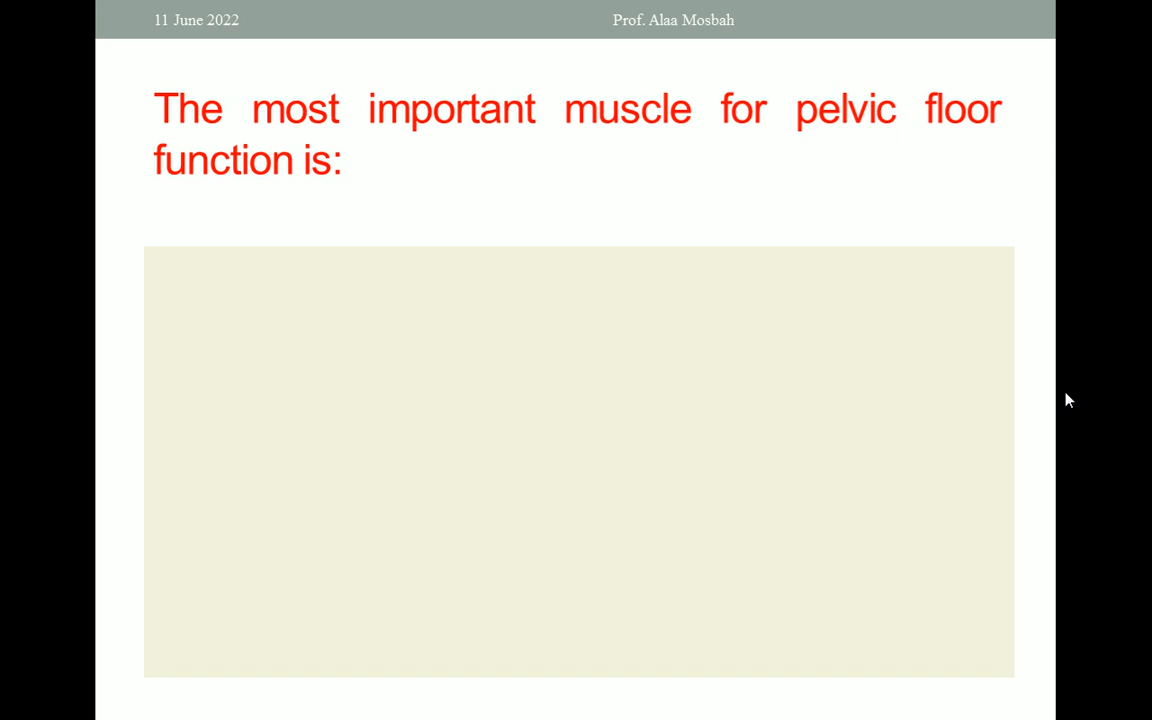 11 June 2022 Prof. Alaa Mosbah
The most important muscle for pelvic floor
function is: